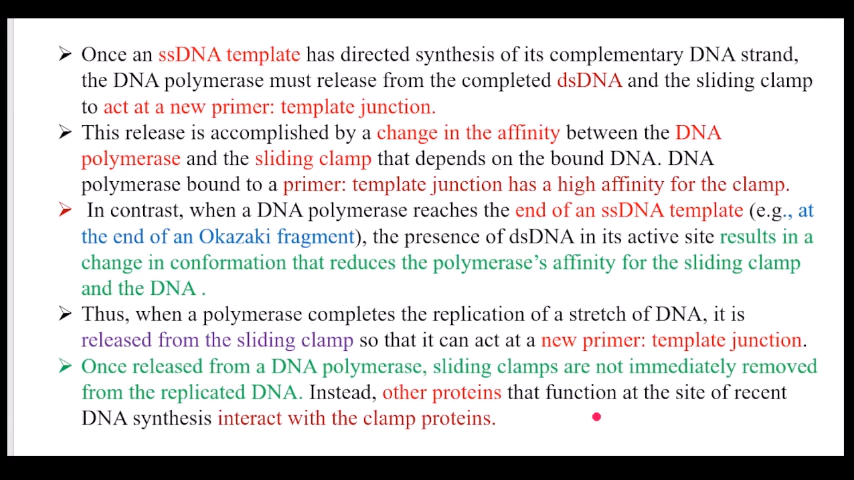 ➢ Once an ssDNA template has directed synthesis of its complementary DNA strand,
the DNA polymerase must release from the completed dsDNA and the sliding clamp
to act at a new primer: template junction.
➢ This release is accomplished by a change in the affinity between the DNA
polymerase and the sliding clamp that depends on the bound DNA. DNA
polymerase bound to a primer: template junction has a high affinity for the clamp.
➢ In contrast, when a DNA polymerase reaches the end of an ssDNA template (e.g., at
the end of an Okazaki fragment), the presence of dsDNA in its active site results in a
change in conformation that reduces the polymerase's affinity for the sliding clamp
and the DNA .
➢ Thus, when a polymerase completes the replication of a stretch of DNA, it is
released from the sliding clamp so that it can act at a new primer: template junction.
➢ Once released from a DNA polymerase, sliding clamps are not immediately removed
from the replicated DNA. Instead, other proteins that function at the site of recent
DNA synthesis interact with the clamp proteins.